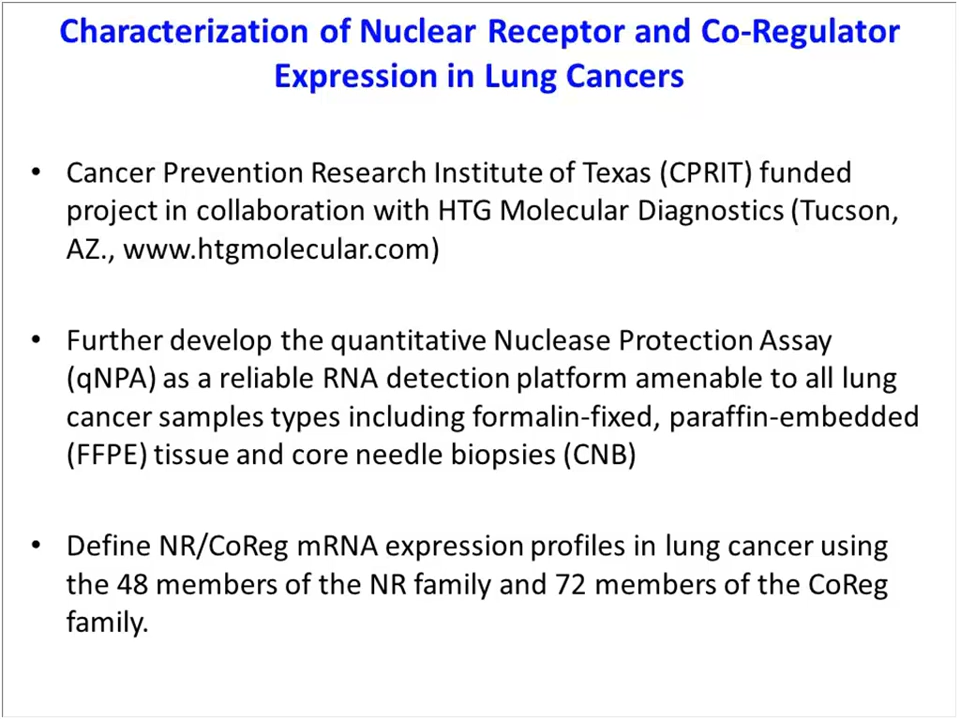 Characterization of Nuclear Receptor and Co-Regulator
Expression in Lung Cancers
• Cancer Prevention Research Institute of Texas (CPRIT) funded
project in collaboration with HTG Molecular Diagnostics (Tucson,
AZ., www.htgmolecular.com)
• Further develop the quantitative Nuclease Protection Assay
(qNPA) as a reliable RNA detection platform amenable to all lung
cancer samples types including formalin-fixed, paraffin-embedded
(FFPE) tissue and core needle biopsies (CNB)
• Define NR/CoReg mRNA expression profiles in lung cancer using
the 48 members of the NR family and 72 members of the CoReg
family.